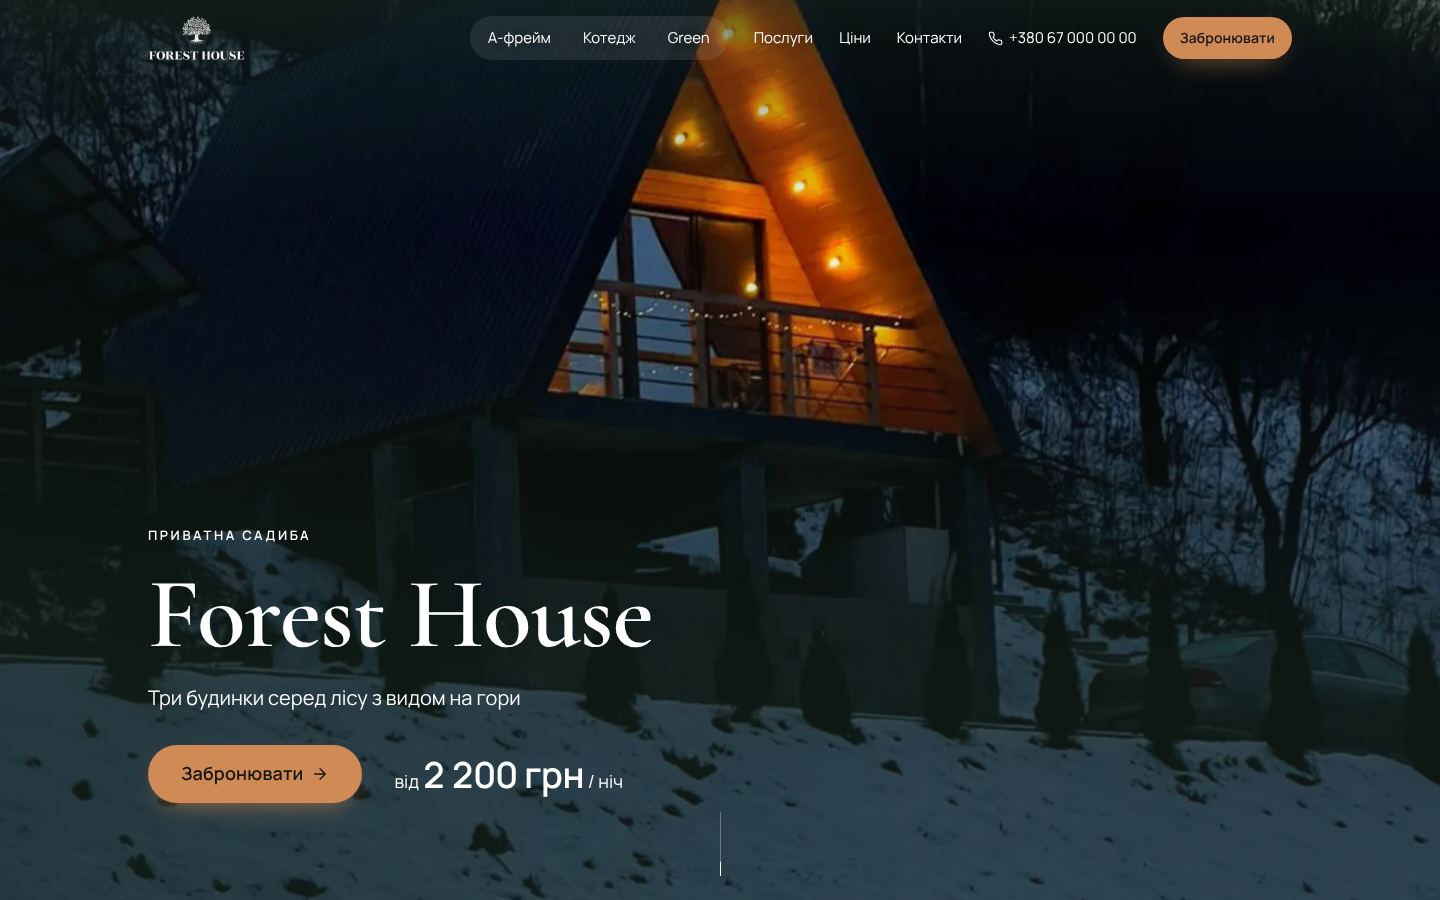 FOREST HOUSE
А-фрейм
Котедж
Green
Послуги
Ціни
Контакти
+380 67 000 00 00
Забронювати
ПРИВАТНА САДИБА
Forest House
Три будинки серед лісу з видом на гори
Забронювати →
від 2 200 грн / ніч